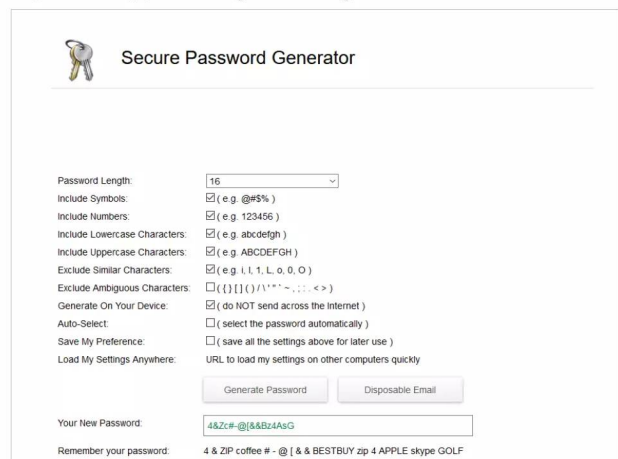 Secure Password Generator
Password Length: 16
Include Symbols: ( e.g. @#$% )
Include Numbers: ( e.g. 123456 )
Include Lowercase Characters: ( e.g. abcdefgh )
Include Uppercase Characters: ( e.g. ABCDEFGH )
Exclude Similar Characters: ( e.g. i, l, 1, L, o, 0, O )
Exclude Ambiguous Characters: ( { } [ ] ( ) / \ ' " ` ~ , ; : . < > )
Generate On Your Device: ( do NOT send across the Internet )
Auto-Select: ( select the password automatically )
Save My Preference: ( save all the settings above for later use )
Load My Settings Anywhere: URL to load my settings on other computers quickly
Generate Password Disposable Email
Your New Password: 4&Zc#-@[&&Bz4AsG
Remember your password: 4 & ZIP coffee # - @ [ & & BESTBUY zip 4 APPLE skype GOLF